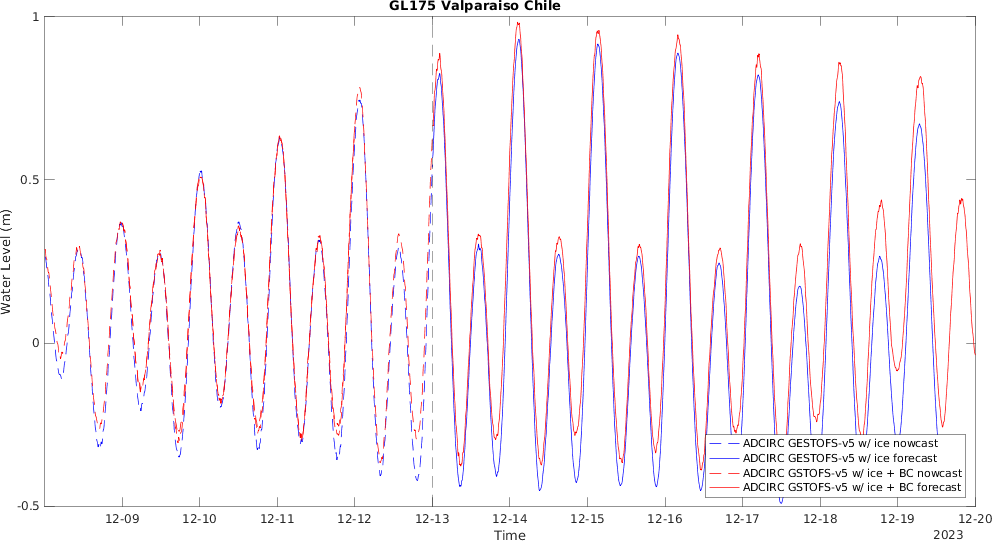 GL175 Valparaiso Chile
Water Level (m)
1
0.5
0
-0.5
12-09 12-10 12-11 12-12 12-13 12-14 12-15 12-16 12-17 12-18 12-19 12-20
Time
2023
ADCIRC GESTOFS-v5 w/ ice nowcast
ADCIRC GESTOFS-v5 w/ ice forecast
ADCIRC GSTOFS-v5 w/ ice + BC nowcast
ADCIRC GSTOFS-v5 w/ ice + BC forecast